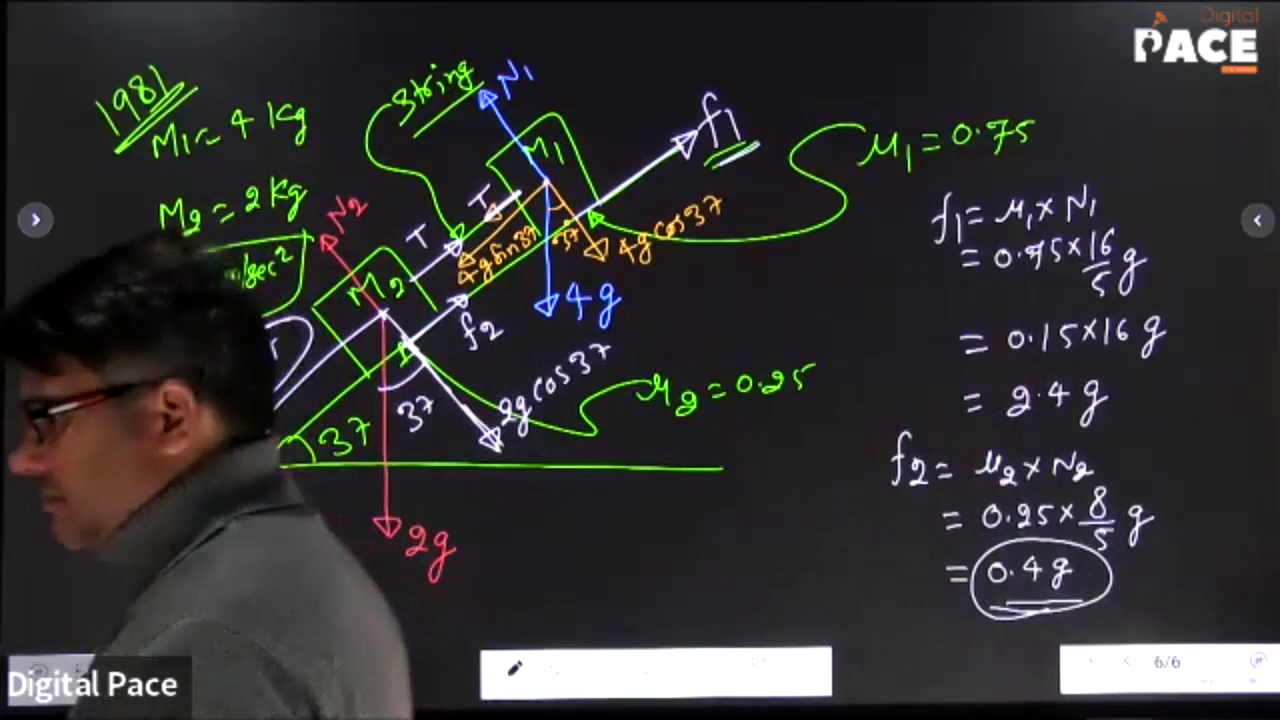 Digital
PACE
1981
M1 = 4 Kg
M2 = 2 Kg
/sec²
String
N1
M1
f1
μ1 = 0.75
N2
T
T
4g sin37
37
4g cos37
M2
4g
f2
37
37
2g cos37
μ2 = 0.25
2g
f1 = μ1 × N1
= 0.75 × 16/5 g
= 0.15 × 16 g
= 2.4 g
f2 = μ2 × N2
= 0.25 × 8/5 g
= 0.4 g
Digital Pace
6/6